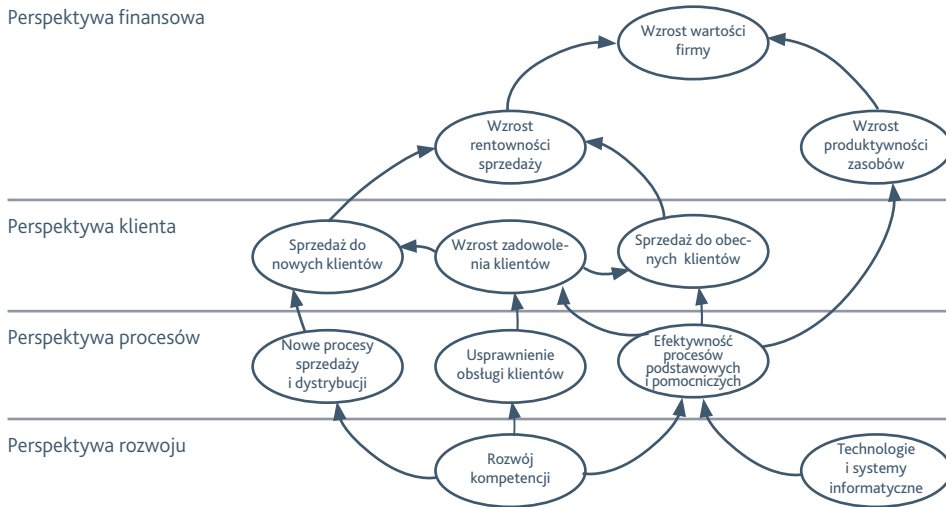 Perspektywa finansowa
Wzrost wartości
firmy
Wzrost
rentowności
sprzedaży
Wzrost
produktywności
zasobów
Perspektywa klienta
Sprzedaż do
nowych klientów
Wzrost zadowole-
nia klientów
Sprzedaż do obec-
nych klientów
Perspektywa procesów
Nowe procesy
sprzedaży
i dystrybucji
Usprawnienie
obsługi klientów
Efektywność
procesów
podstawowych
i pomocniczych
Perspektywa rozwoju
Rozwój
kompetencji
Technologie
i systemy
informatyczne